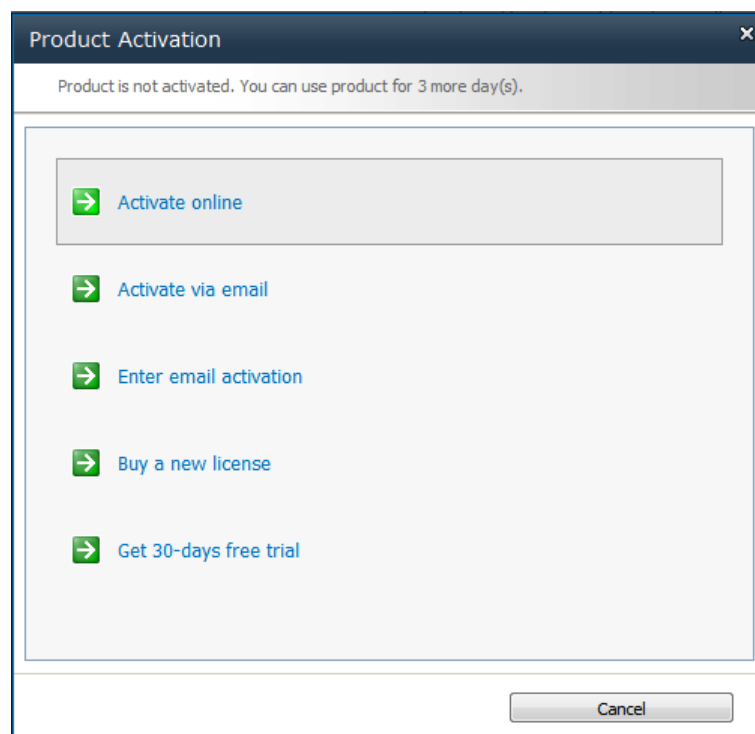 Product Activation
Product is not activated. You can use product for 3 more day(s).
Activate online
Activate via email
Enter email activation
Buy a new license
Get 30-days free trial
Cancel